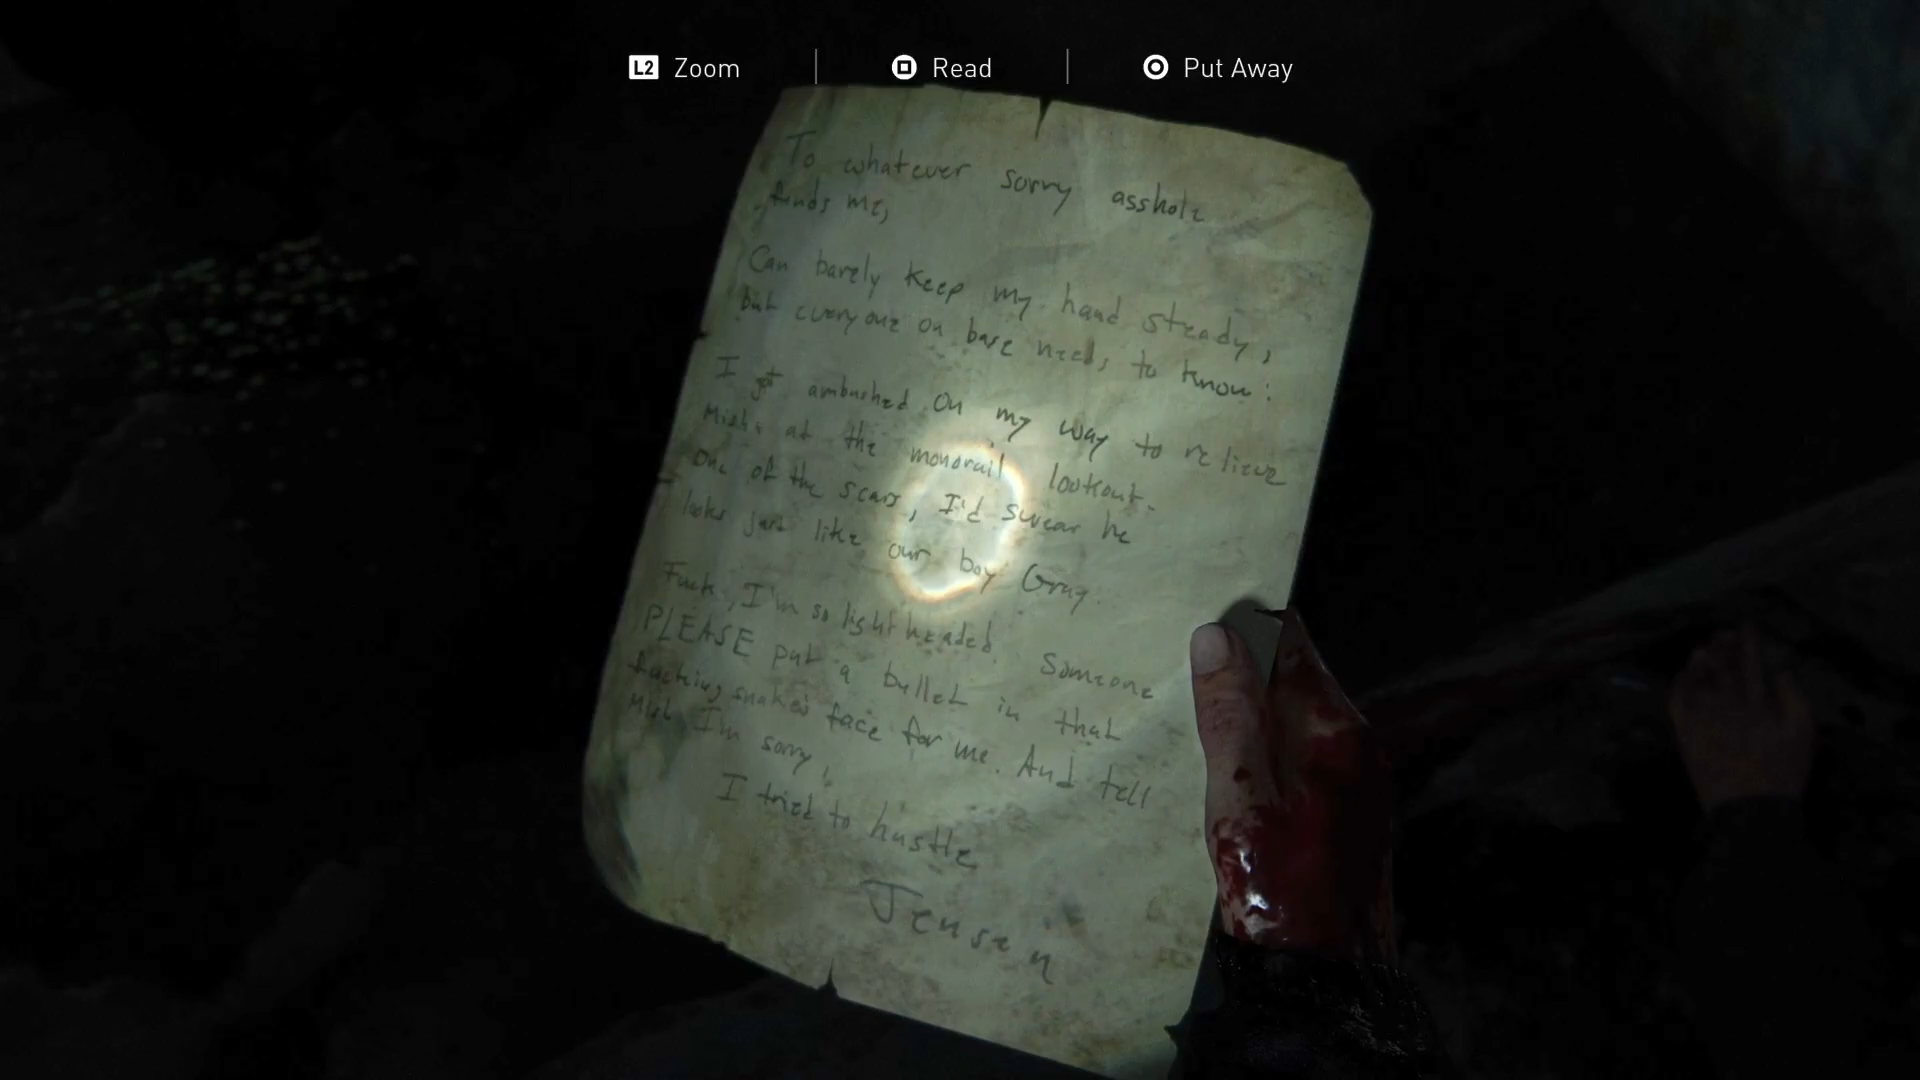 L2 Zoom
Read
Put Away
To whatever sorry asshole
finds me,
Can barely keep my hand steady,
but everyone on base needs to know:
I got ambushed on my way to relieve
Mish at the monorail lookout.
One of the scars, I'd swear he
looks just like our boy Gray.
Fuck, I'm so lightheaded. Someone
PLEASE put a bullet in that
fucking snake's face for me. And tell
Mish I'm sorry,
I tried to hustle
Jensen